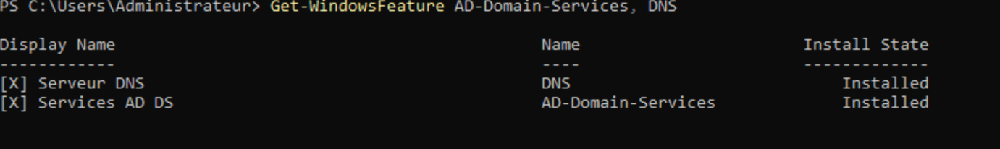 PS C:\Users\Administrateur> Get-WindowsFeature AD-Domain-Services, DNS
Display Name Name Install State
------------ ---- -------------
[X] Serveur DNS DNS Installed
[X] Services AD DS AD-Domain-Services Installed